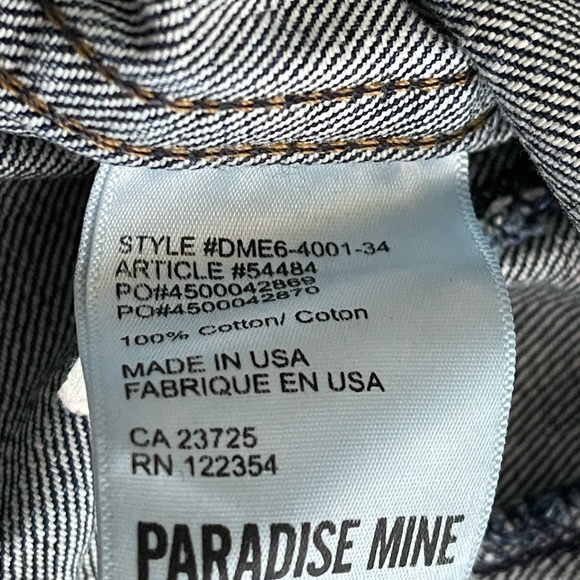 STYLE #DME6-4001-34
ARTICLE #54484
PO#4500042869
PO#4500042870
100% Cotton/ Coton
MADE IN USA
FABRIQUE EN USA
CA 23725
RN 122354
PARADISE MINE